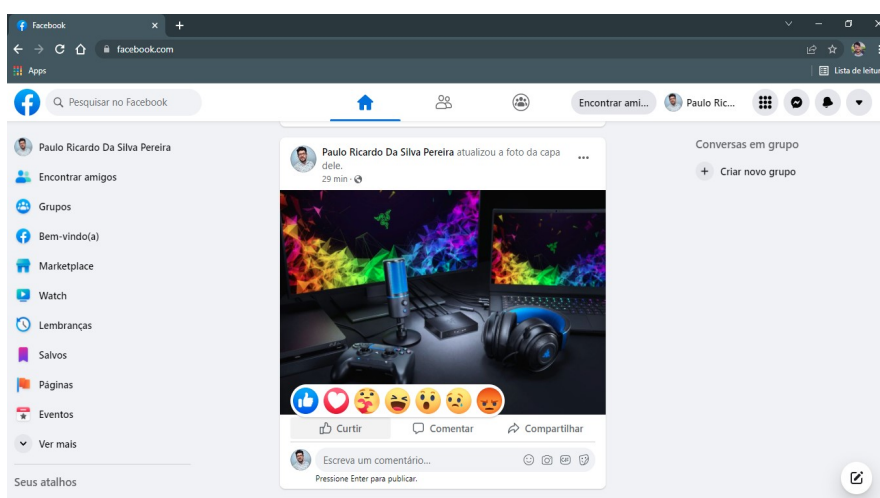 Facebook
facebook.com
Apps
Lista de leitur
Pesquisar no Facebook
Encontrar ami...
Paulo Ric...
Paulo Ricardo Da Silva Pereira
Encontrar amigos
Grupos
Bem-vindo(a)
Marketplace
Watch
Lembranças
Salvos
Páginas
Eventos
Ver mais
Seus atalhos
Paulo Ricardo Da Silva Pereira atualizou a foto da capa
dele.
29 min ·
Curtir
Comentar
Compartilhar
Escreva um comentário...
GIF
Pressione Enter para publicar.
Conversas em grupo
Criar novo grupo